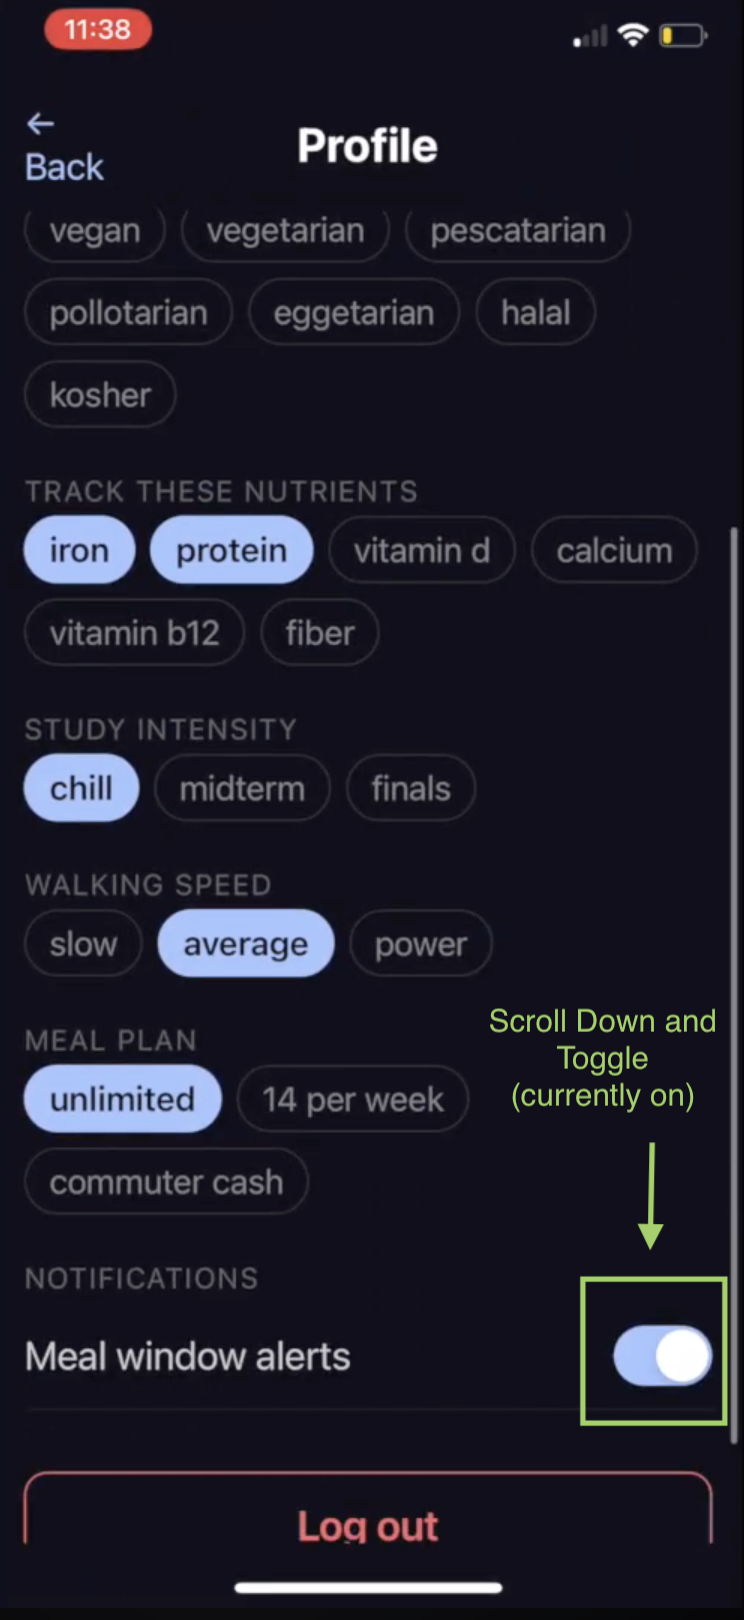 11:38
←
Back
Profile
vegan vegetarian pescatarian
pollotarian eggetarian halal
kosher
TRACK THESE NUTRIENTS
iron protein vitamin d calcium
vitamin b12 fiber
STUDY INTENSITY
chill midterm finals
WALKING SPEED
slow average power
Scroll Down and
Toggle
(currently on)
MEAL PLAN
unlimited 14 per week
commuter cash
NOTIFICATIONS
Meal window alerts
Log out